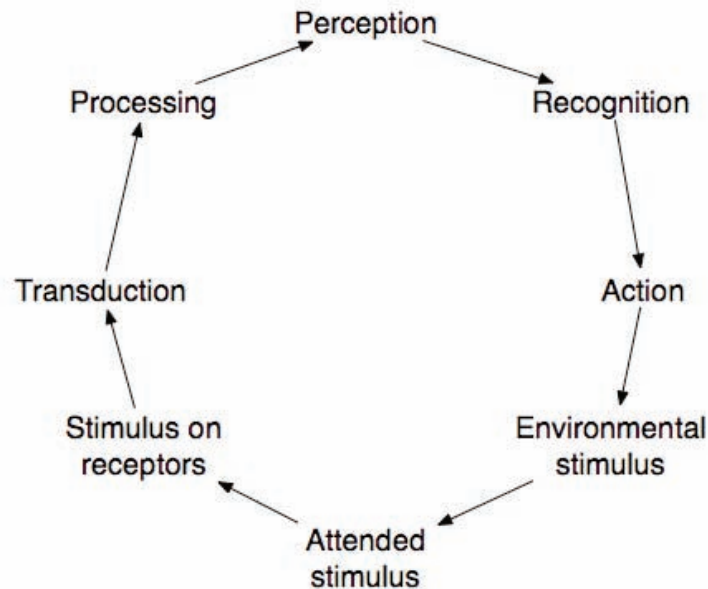 Perception
Processing
Recognition
Transduction
Action
Stimulus on
receptors
Environmental
stimulus
Attended
stimulus